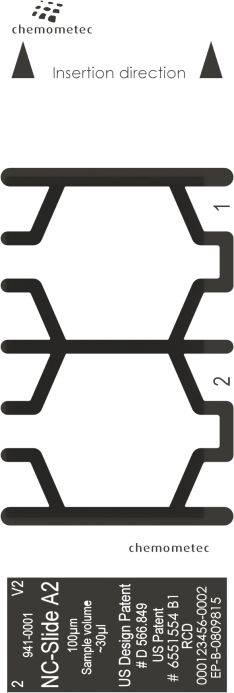 chemometec
Insertion direction
1
2
chemometec
2 V2
941-0001
NC-Slide A2
100µm
Sample volume
~30µl
US Design Patent
# D 566.849
US Patent
# 6551554 B1
RCD
000123456-0002
EP-B-0809815